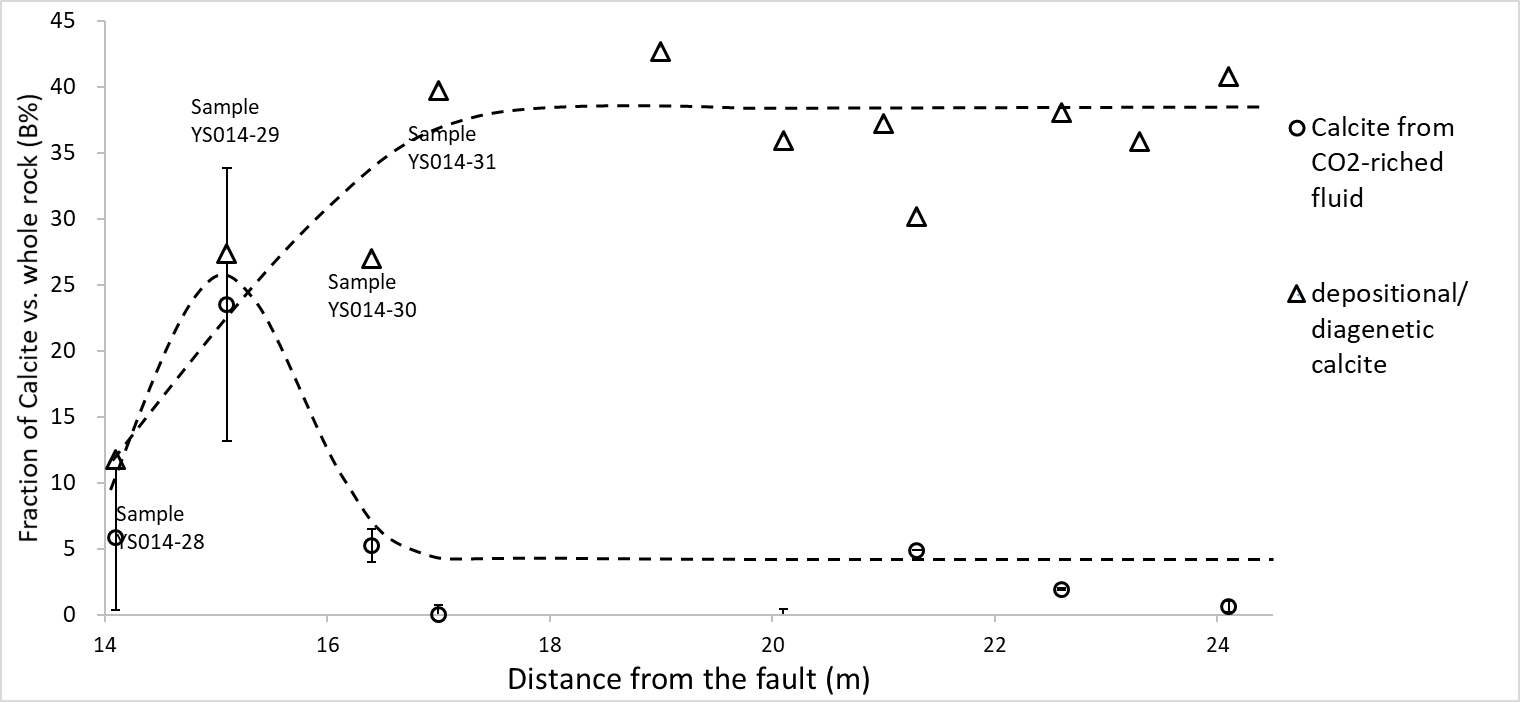 45
40
35
30
25
20
15
10
5
0
Fraction of Calcite vs. whole rock (B%)
Sample
YS014-29
Sample
YS014-31
Sample
YS014-30
Sample
YS014-28
14
16
18
20
22
24
Distance from the fault (m)
Calcite from
CO2-riched
fluid
depositional/
diagenetic
calcite